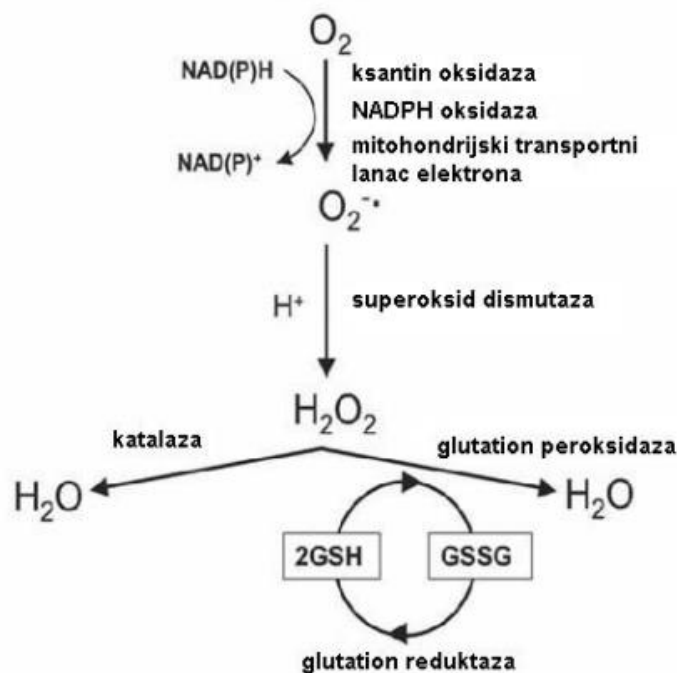 O₂
NAD(P)H
ksantin oksidaza
NADPH oksidaza
mitohondrijski transportni
lanac elektrona
NAD(P)⁺
O₂⁻•
H⁺
superoksid dismutaza
H₂O₂
katalaza
glutation peroksidaza
H₂O
H₂O
2GSH
GSSG
glutation reduktaza